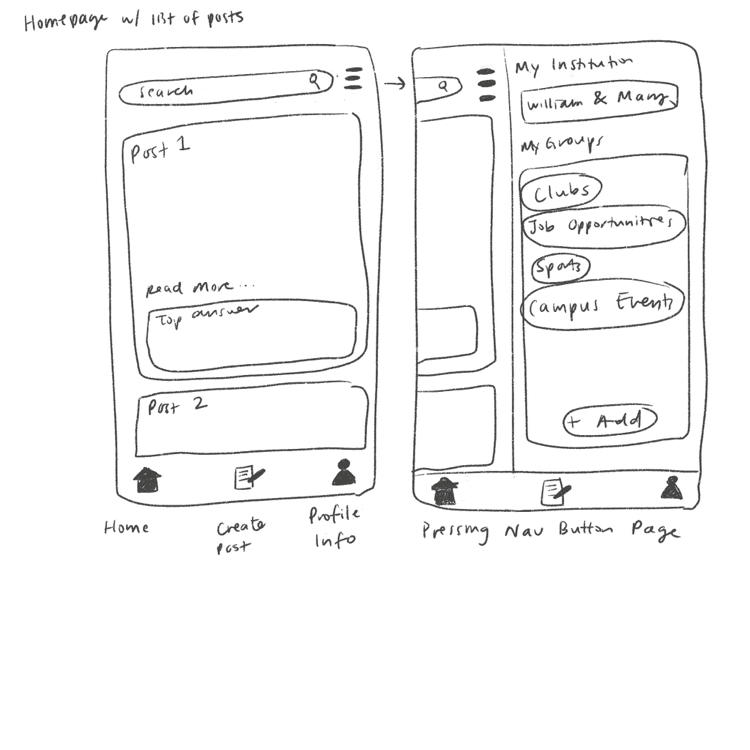 Homepage w/ list of posts
search
Post 1
Read More...
Top answer
Post 2
Home
Create Post
Profile Info
My Institution
William & Mary
My Groups
Clubs
Job Opportunities
Sports
Campus Events
+ Add
Pressing Nav Button Page